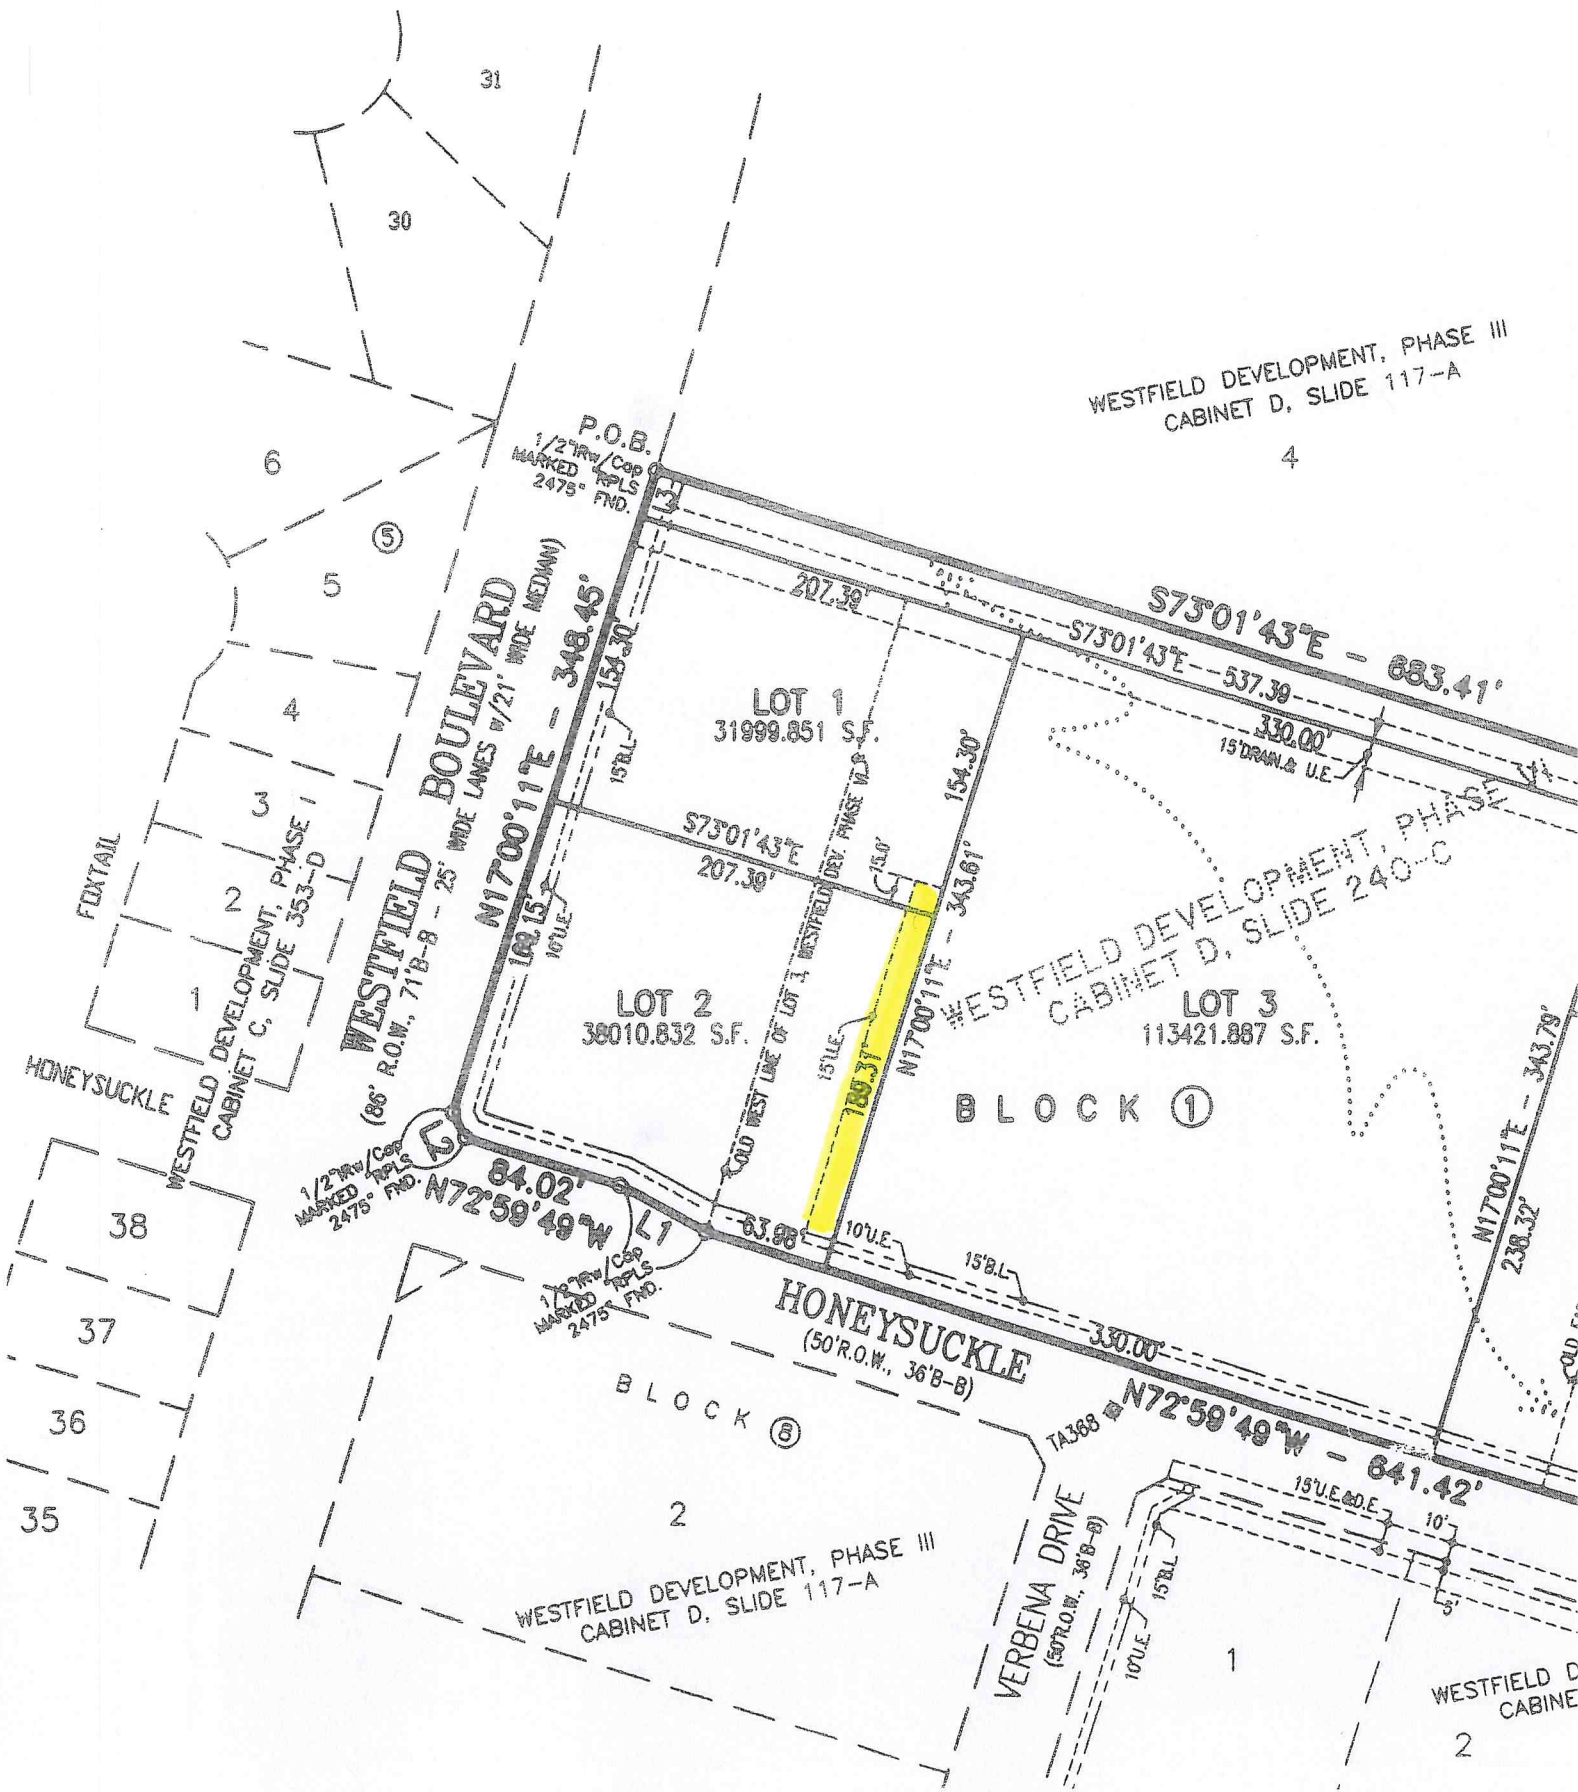 31
30
WESTFIELD DEVELOPMENT, PHASE III
CABINET D, SLIDE 117-A
4
P.O.B.
1/2"IRw/Cap
MARKED "RPLS
2475" FND.
6
5
5
4
3
2
1
FOXTAIL
HONEYSUCKLE
WESTFIELD DEVELOPMENT, PHASE I
CABINET C, SLIDE 353-D
WESTFIELD BOULEVARD
(86' R.O.W., 71'B-B - 25' WIDE LANES w/21' WIDE MEDIAN)
N17°00'11"E - 348.45'
154.30'
15'B.L.
10'U.E.
L3
207.39'
S73°01'43"E - 683.41'
S73°01'43"E - 537.39
330.00'
15'DRAIN.& U.E.
LOT 1
31999.851 S.F.
154.30'
S73°01'43"E
207.39'
15.0'
OLD WEST LINE OF LOT 3, WESTFIELD DEV. PHASE VI
N17°00'11"E - 343.61'
WESTFIELD DEVELOPMENT, PHASE VI
CABINET D, SLIDE 240-C
LOT 2
38010.832 S.F.
15'U.E.
189.31'
LOT 3
113421.887 S.F.
BLOCK 1
N17°00'11"E - 343.79'
238.32'
L2
1/2"IRw/Cap
MARKED "RPLS
2475" FND.
84.02'
N72°59'49"W
L1
63.98'
1/2"IRw/Cap
MARKED "RPLS
2475" FND.
10'U.E.
15'B.L.
HONEYSUCKLE
(50'R.O.W., 36'B-B)
330.00'
N72°59'49"W - 641.42'
TA368
38
37
36
35
BLOCK 8
2
WESTFIELD DEVELOPMENT, PHASE III
CABINET D, SLIDE 117-A
VERBENA DRIVE
(50'R.O.W., 36'B-B)
15'B.L.
10'U.E.
15'U.E.&D.E.
10'
5'
1
WESTFIELD D
CABINE
2